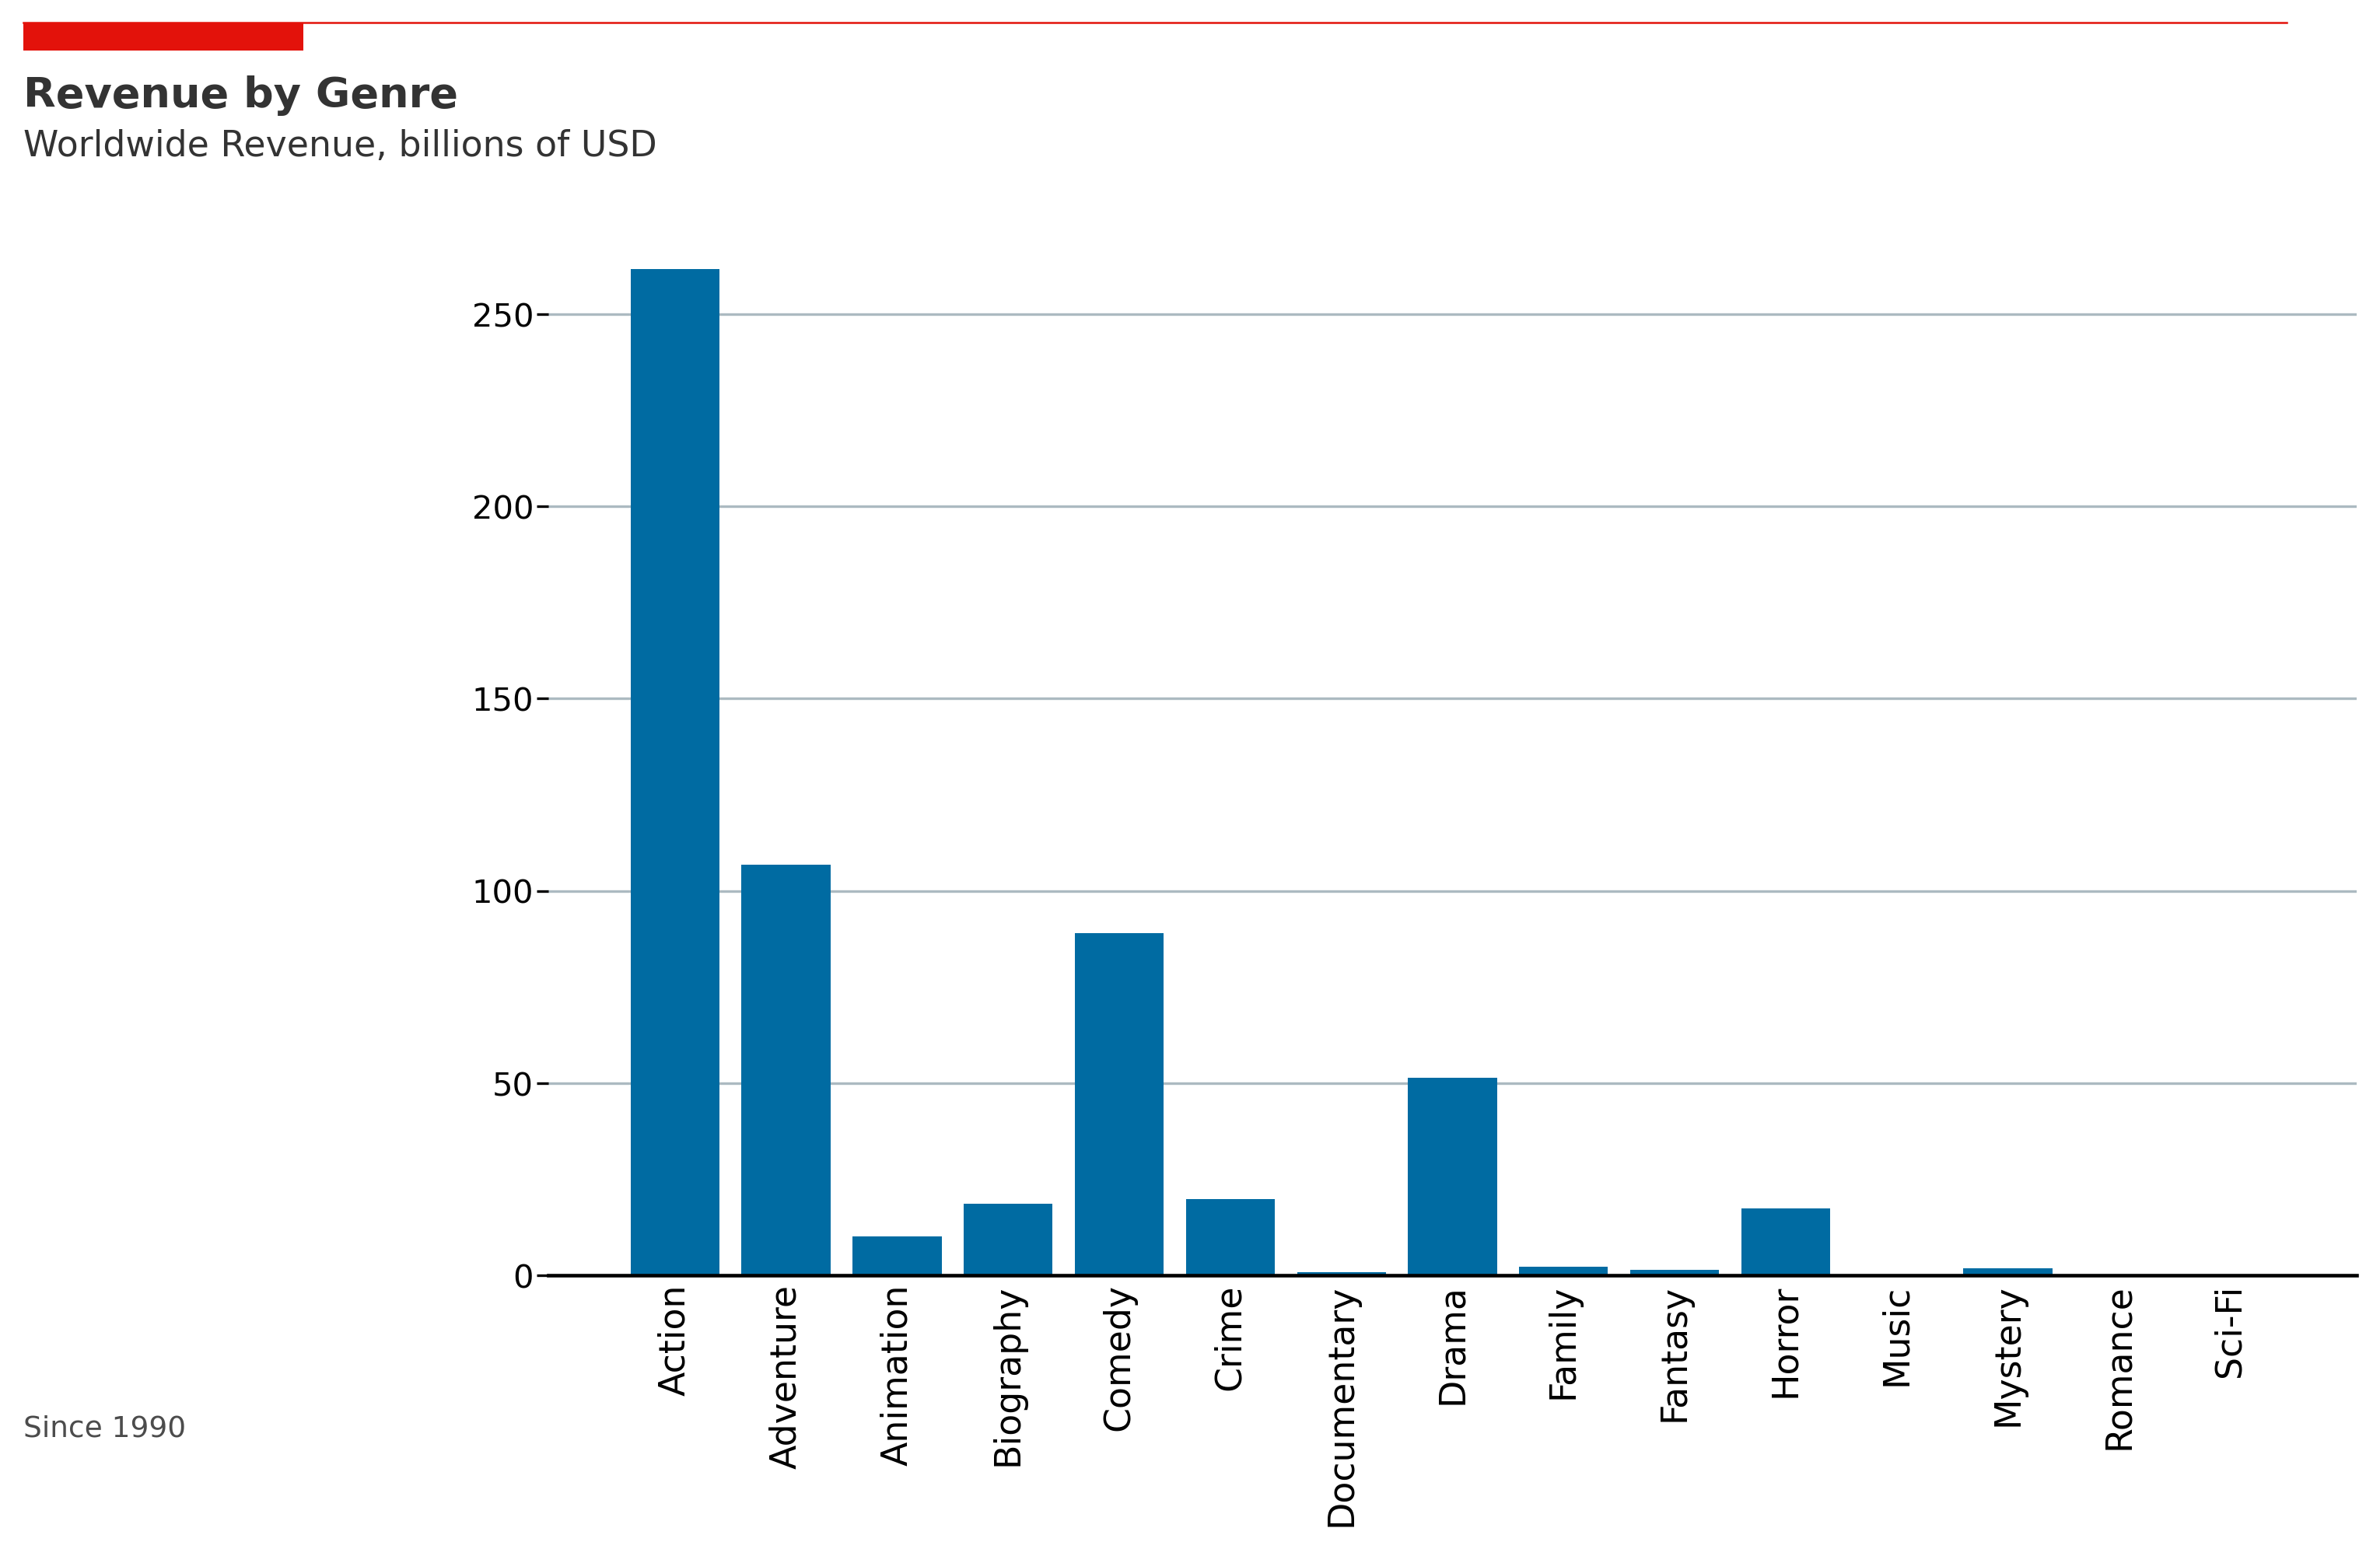 Revenue by Genre
Worldwide Revenue, billions of USD
250
200
150
100
50
0
Action
Adventure
Animation
Biography
Comedy
Crime
Documentary
Drama
Family
Fantasy
Horror
Music
Mystery
Romance
Sci-Fi
Since 1990